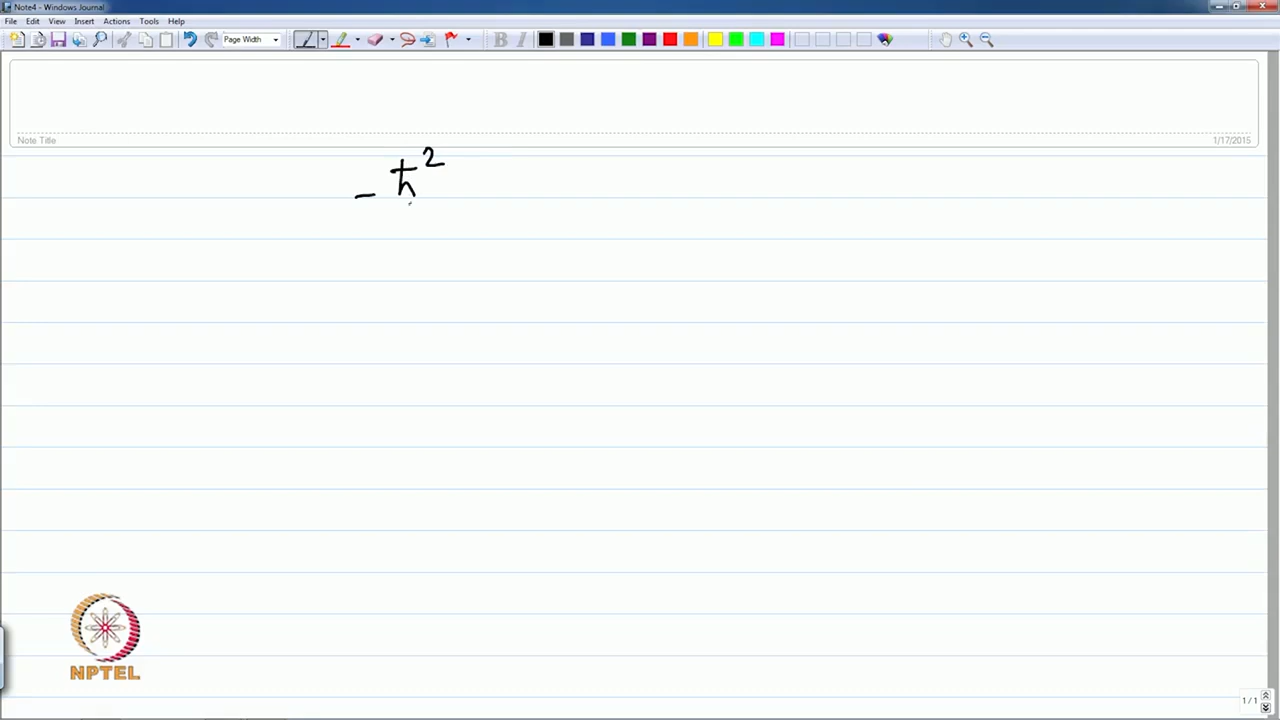 Note4 - Windows Journal
File Edit View Insert Actions Tools Help
Page Width
B I
Note Title 1/17/2015
- ħ²
NPTEL
1/1